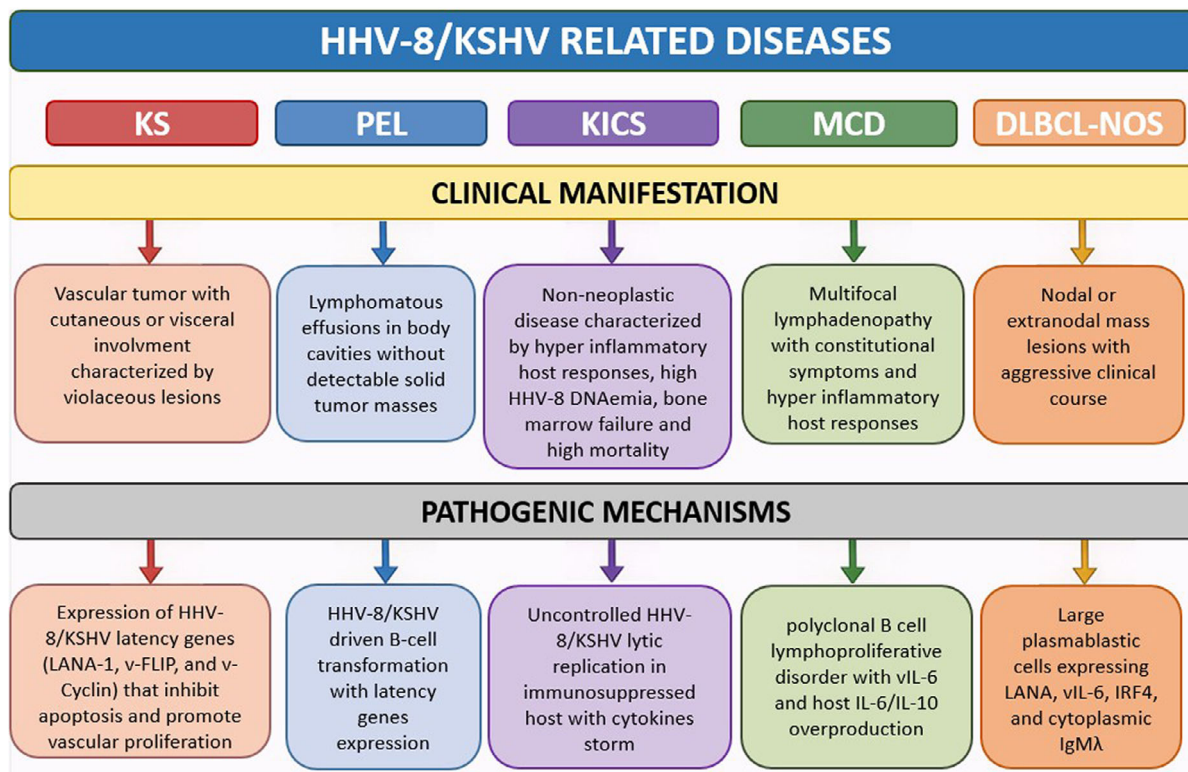 HHV-8/KSHV RELATED DISEASES
KS
PEL
KICS
MCD
DLBCL-NOS
CLINICAL MANIFESTATION
Vascular tumor with
cutaneous or visceral
involvment
characterized by
violaceous lesions
Lymphomatous
effusions in body
cavities without
detectable solid
tumor masses
Non-neoplastic
disease characterized
by hyper inflammatory
host responses, high
HHV-8 DNAemia, bone
marrow failure and
high mortality
Multifocal
lymphadenopathy
with constitutional
symptoms and
hyper inflammatory
host responses
Nodal or
extranodal mass
lesions with
aggressive clinical
course
PATHOGENIC MECHANISMS
Expression of HHV-
8/KSHV latency genes
(LANA-1, v-FLIP, and v-
Cyclin) that inhibit
apoptosis and promote
vascular proliferation
HHV-8/KSHV
driven B-cell
transformation
with latency
genes
expression
Uncontrolled HHV-
8/KSHV lytic
replication in
immunosuppressed
host with cytokines
storm
polyclonal B cell
lymphoproliferative
disorder with vIL-6
and host IL-6/IL-10
overproduction
Large
plasmablastic
cells expressing
LANA, vIL-6, IRF4,
and cytoplasmic
IgMλ